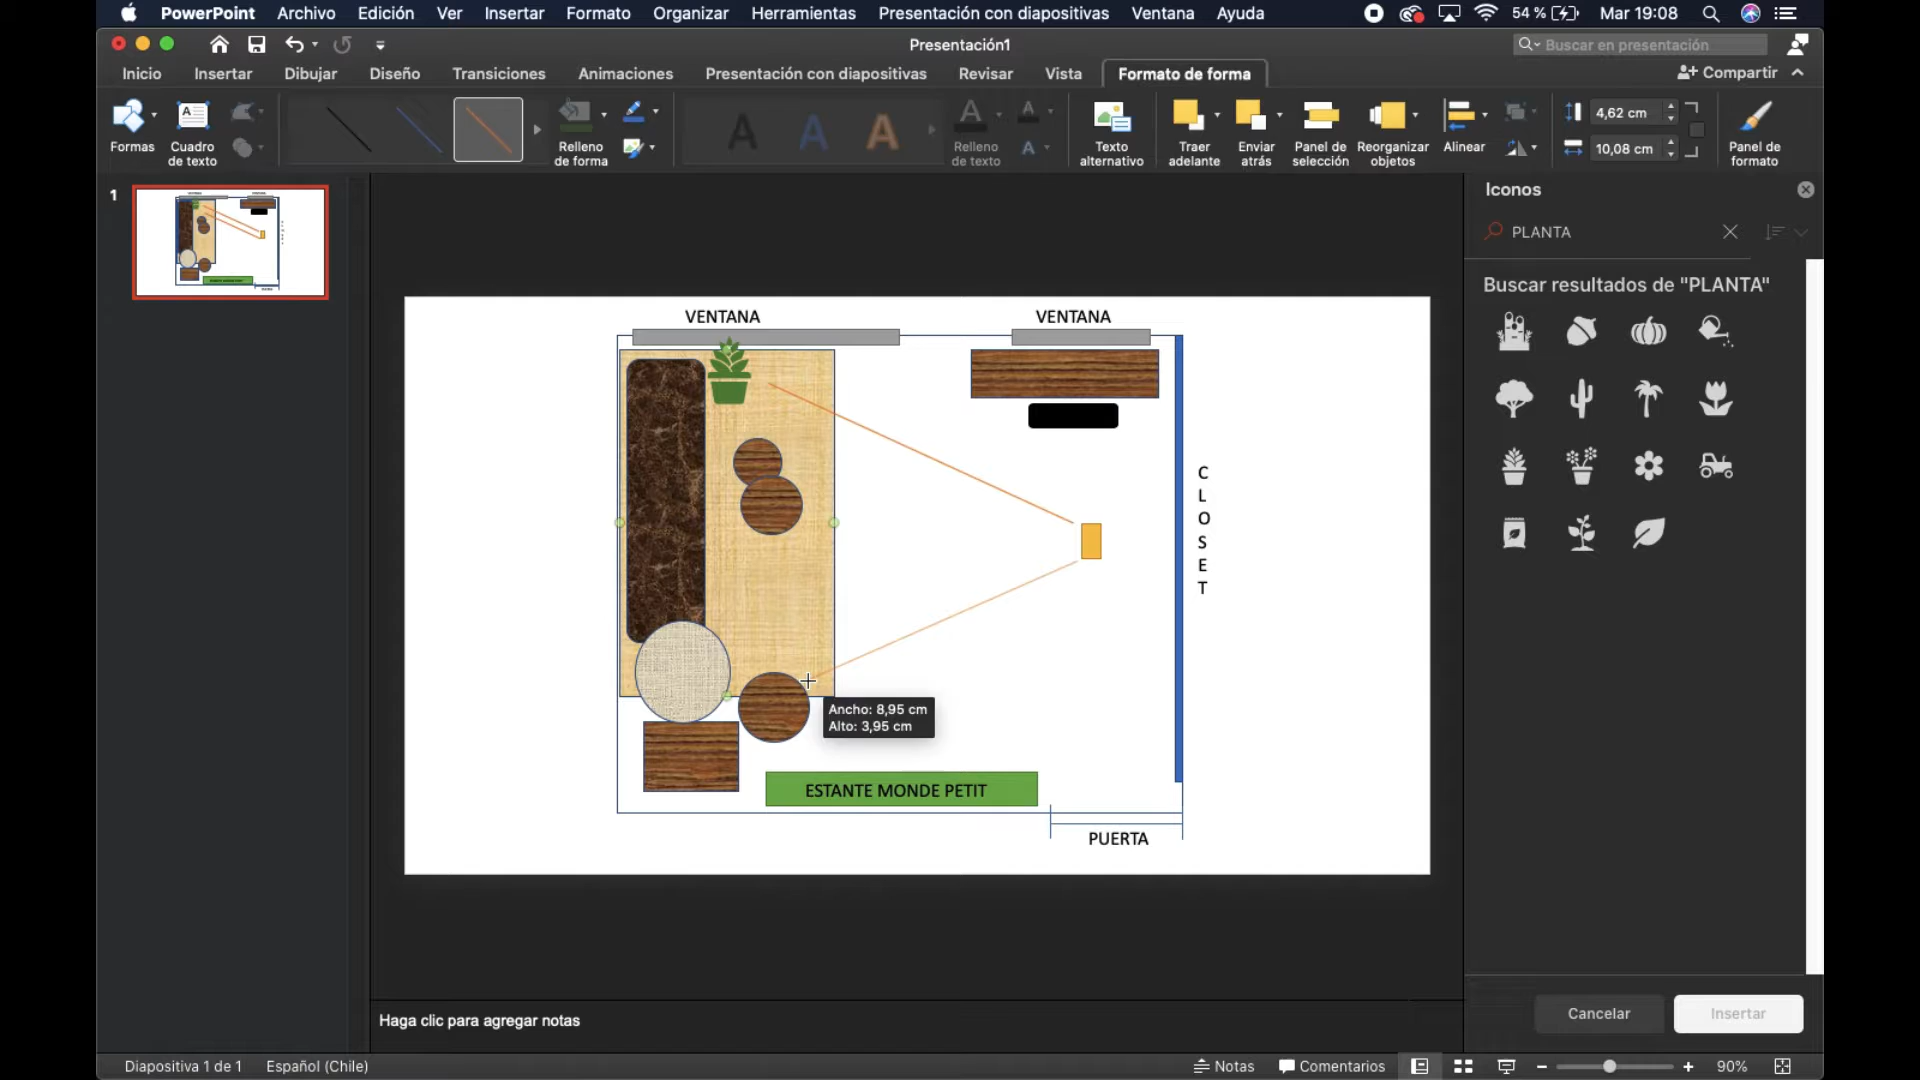 PowerPoint Archivo Edición Ver Insertar Formato Organizar Herramientas Presentación con diapositivas Ventana Ayuda 54 % Mar 19:08
Presentación1
Buscar en presentación
Inicio Insertar Dibujar Diseño Transiciones Animaciones Presentación con diapositivas Revisar Vista Formato de forma Compartir
Formas
Cuadro de texto
Relleno de forma
A A A
Relleno de texto
Texto alternativo
Traer adelante
Enviar atrás
Panel de selección
Reorganizar objetos
Alinear
4,62 cm
10,08 cm
Panel de formato
1
Iconos
PLANTA
Buscar resultados de "PLANTA"
VENTANA VENTANA
C
L
O
S
E
T
Ancho: 8,95 cm
Alto: 3,95 cm
ESTANTE MONDE PETIT
PUERTA
Cancelar Insertar
Haga clic para agregar notas
Diapositiva 1 de 1 Español (Chile) Notas Comentarios 90%